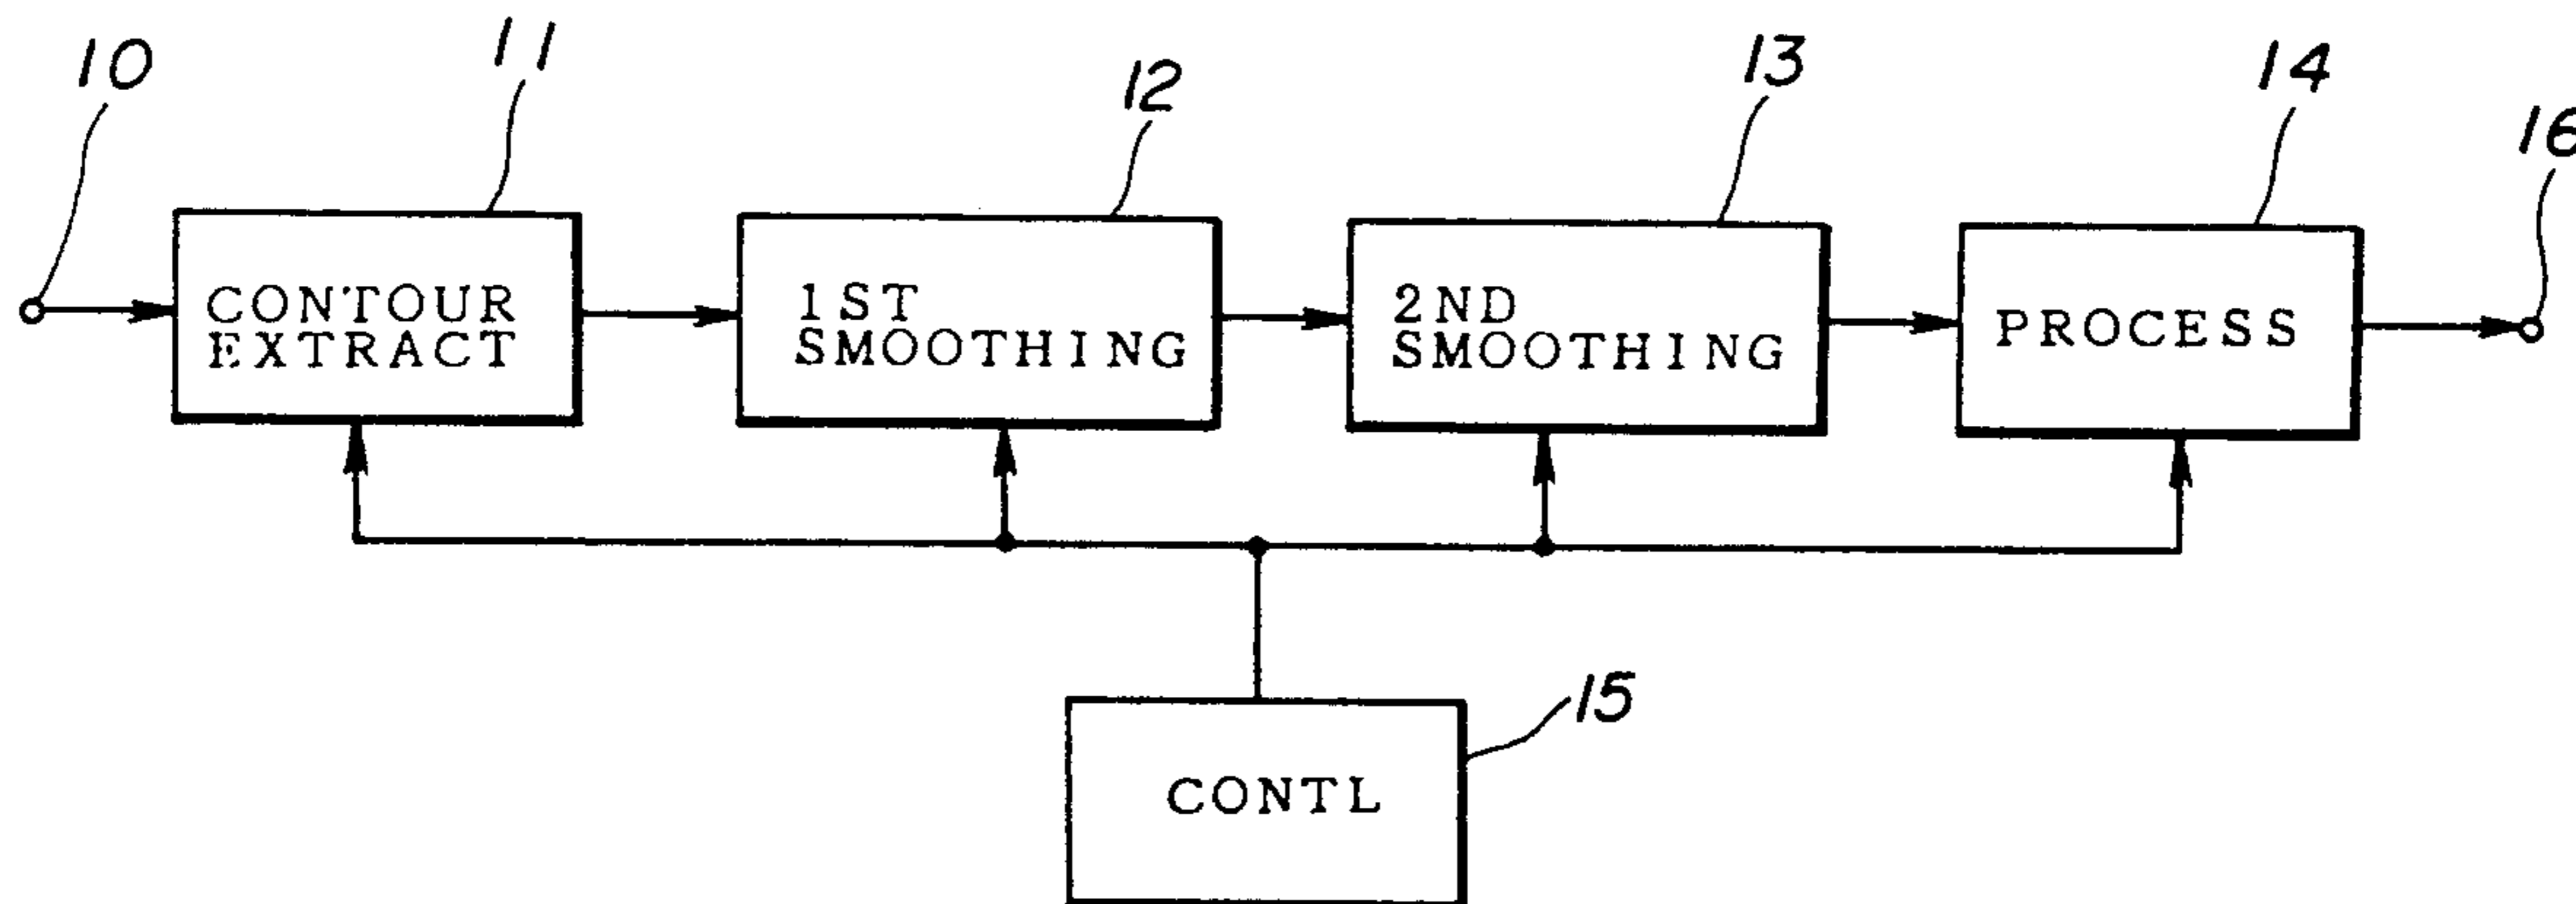 10
11
12
13
14
16
CONTOUR
EXTRACT
1ST
SMOOTHING
2ND
SMOOTHING
PROCESS
15
CONTL